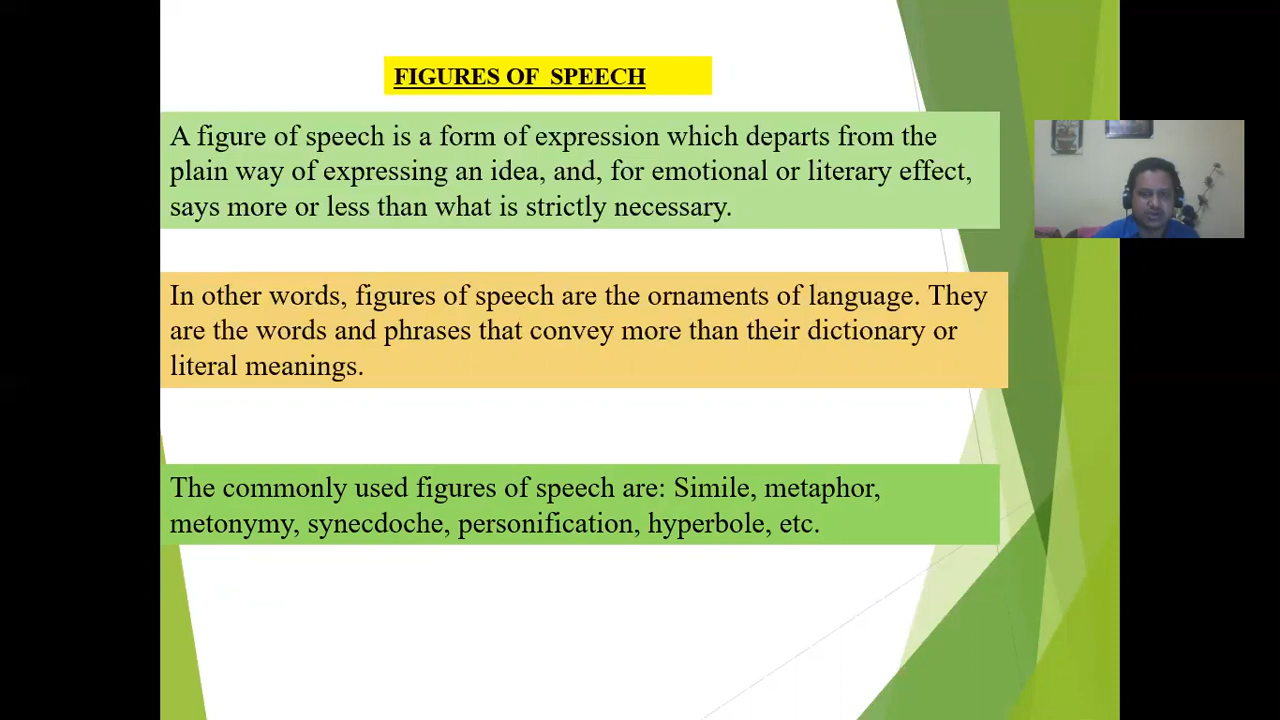 FIGURES OF SPEECH
A figure of speech is a form of expression which departs from the
plain way of expressing an idea, and, for emotional or literary effect,
says more or less than what is strictly necessary.
In other words, figures of speech are the ornaments of language. They
are the words and phrases that convey more than their dictionary or
literal meanings.
The commonly used figures of speech are: Simile, metaphor,
metonymy, synecdoche, personification, hyperbole, etc.